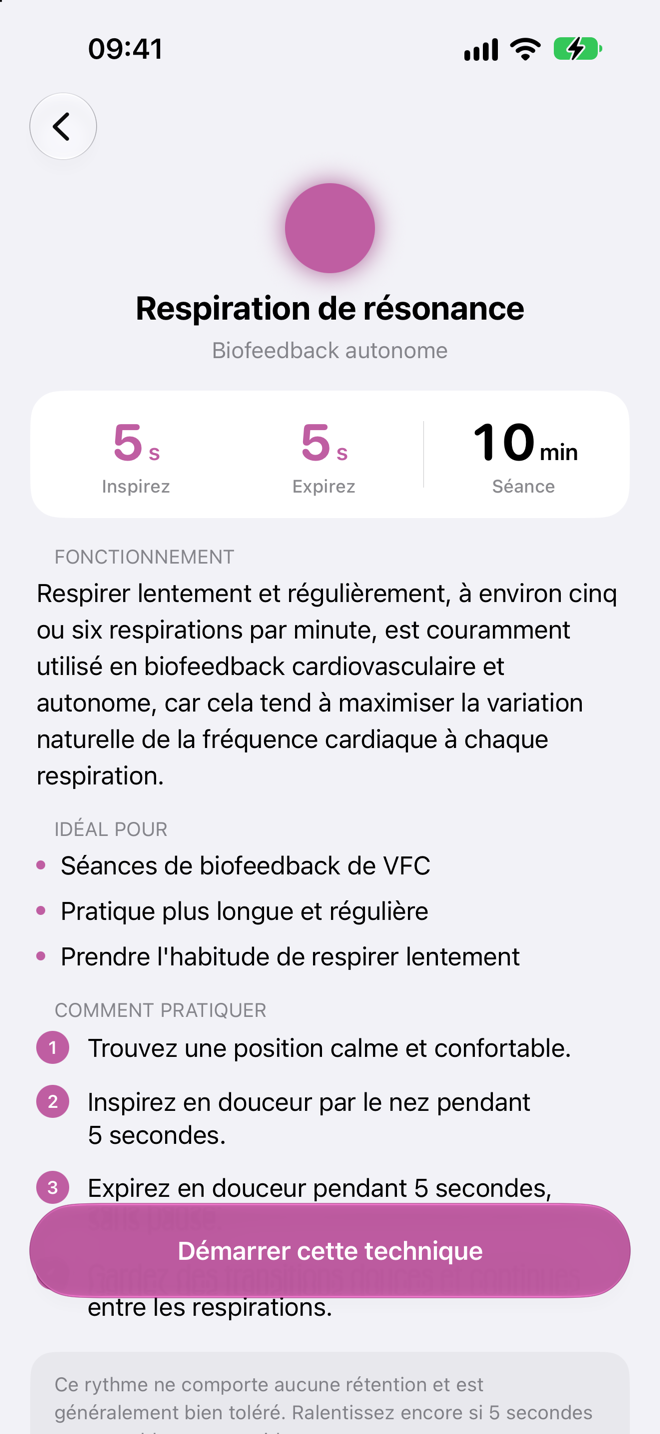 09:41
Respiration de résonance
Biofeedback autonome
5 s
5 s
10 min
Inspirez
Expirez
Séance
FONCTIONNEMENT
Respirer lentement et régulièrement, à environ cinq
ou six respirations par minute, est couramment
utilisé en biofeedback cardiovasculaire et
autonome, car cela tend à maximiser la variation
naturelle de la fréquence cardiaque à chaque
respiration.
IDÉAL POUR
• Séances de biofeedback de VFC
• Pratique plus longue et régulière
• Prendre l'habitude de respirer lentement
COMMENT PRATIQUER
1 Trouvez une position calme et confortable.
2 Inspirez en douceur par le nez pendant
5 secondes.
3 Expirez en douceur pendant 5 secondes,
Démarrer cette technique
entre les respirations.
Ce rythme ne comporte aucune rétention et est
généralement bien toléré. Ralentissez encore si 5 secondes